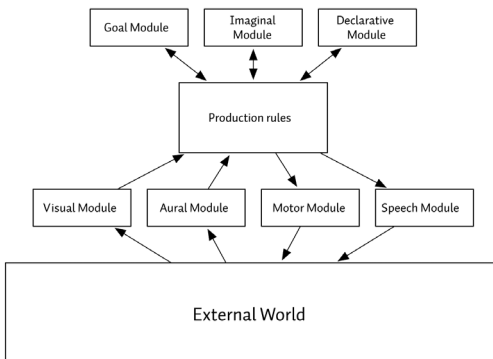 Goal Module
Imaginal
Module
Declarative
Module
Production rules
Visual Module
Aural Module
Motor Module
Speech Module
External World